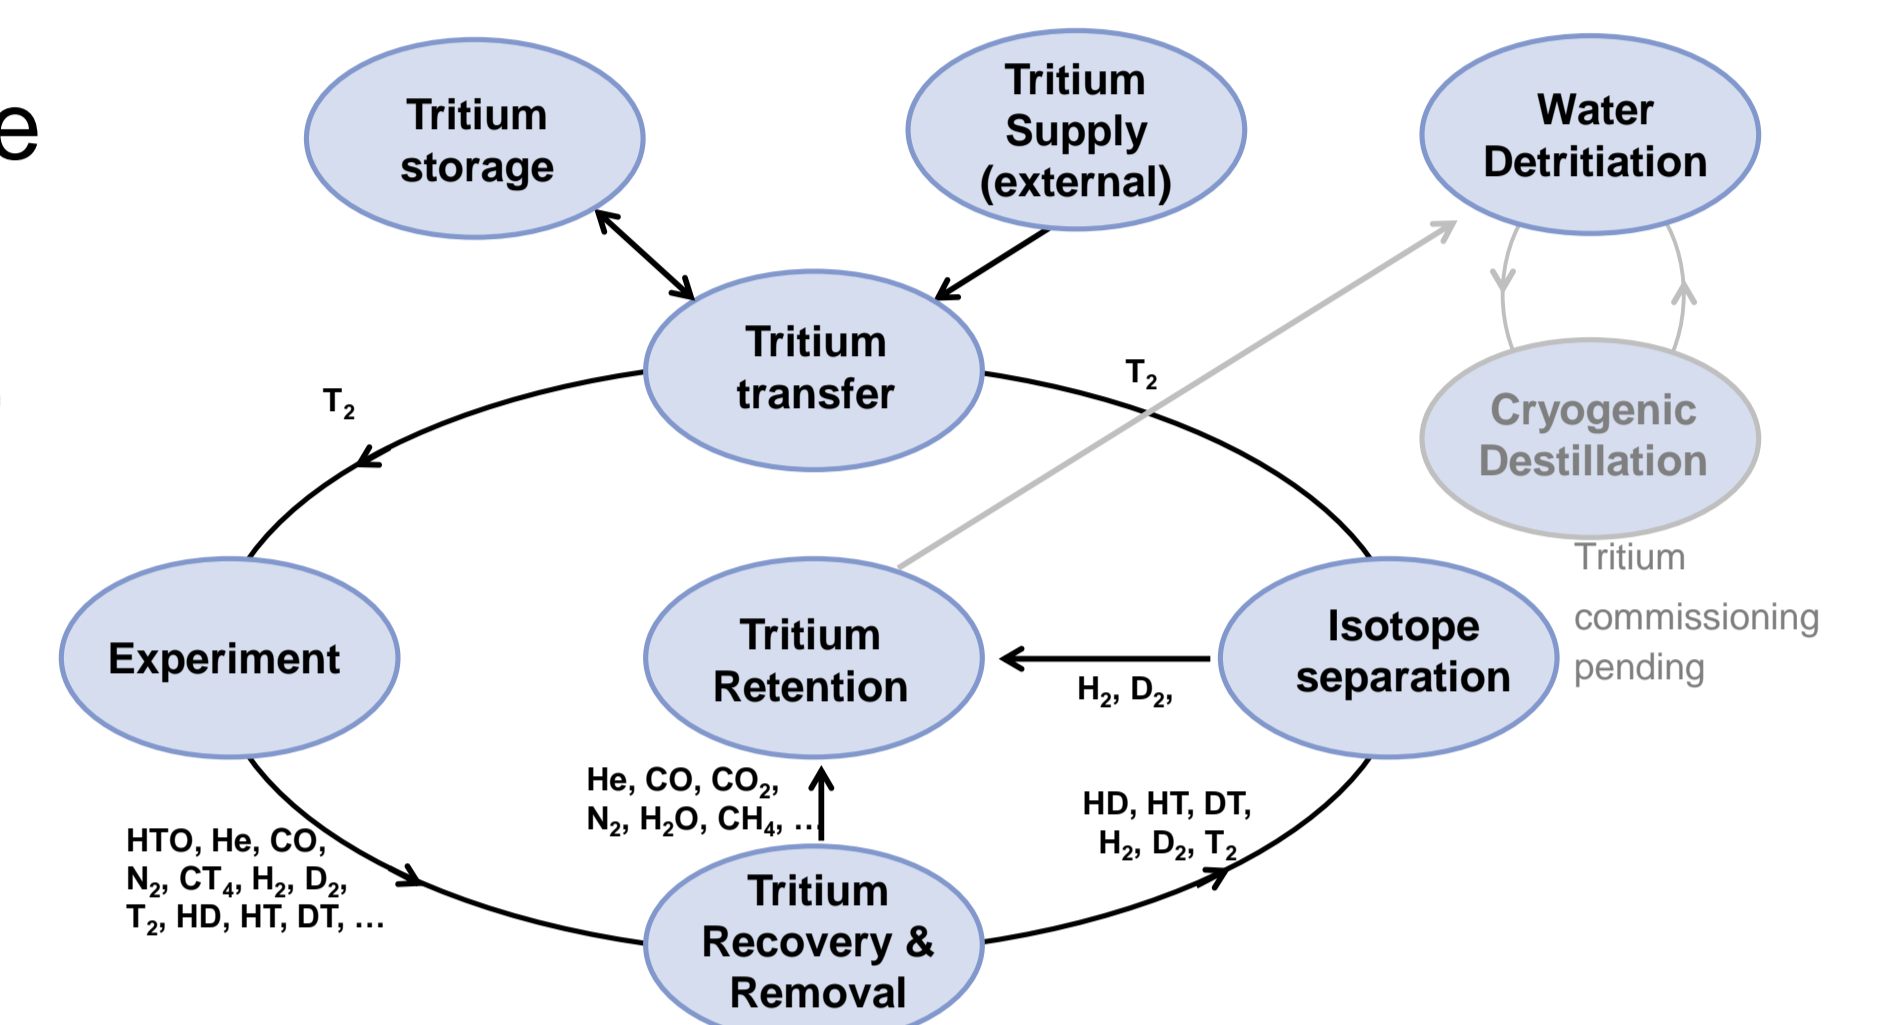 e
Tritium
storage
Tritium
Supply
(external)
Water
Detritiation
Tritium
transfer
T₂
T₂
Cryogenic
Destillation
Tritium
commissioning
pending
Experiment
Tritium
Retention
Isotope
separation
H₂, D₂,
He, CO, CO₂,
N₂, H₂O, CH₄, ...
HD, HT, DT,
H₂, D₂, T₂
HTO, He, CO,
N₂, CT₄, H₂, D₂,
T₂, HD, HT, DT, ...
Tritium
Recovery &
Removal